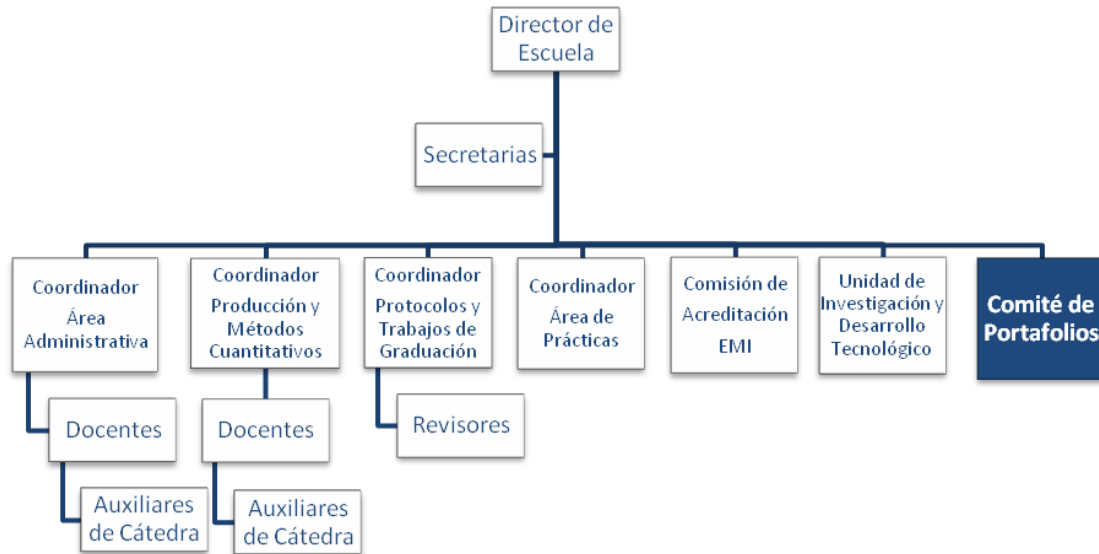 Director de
Escuela
Secretarias
Coordinador
Área
Administrativa
Coordinador
Producción y
Métodos
Cuantitativos
Coordinador
Protocolos y
Trabajos de
Graduación
Coordinador
Área de
Prácticas
Comisión de
Acreditación
EMI
Unidad de
Investigación y
Desarrollo
Tecnológico
Comité de
Portafolios
Docentes
Docentes
Revisores
Auxiliares
de Cátedra
Auxiliares
de Cátedra